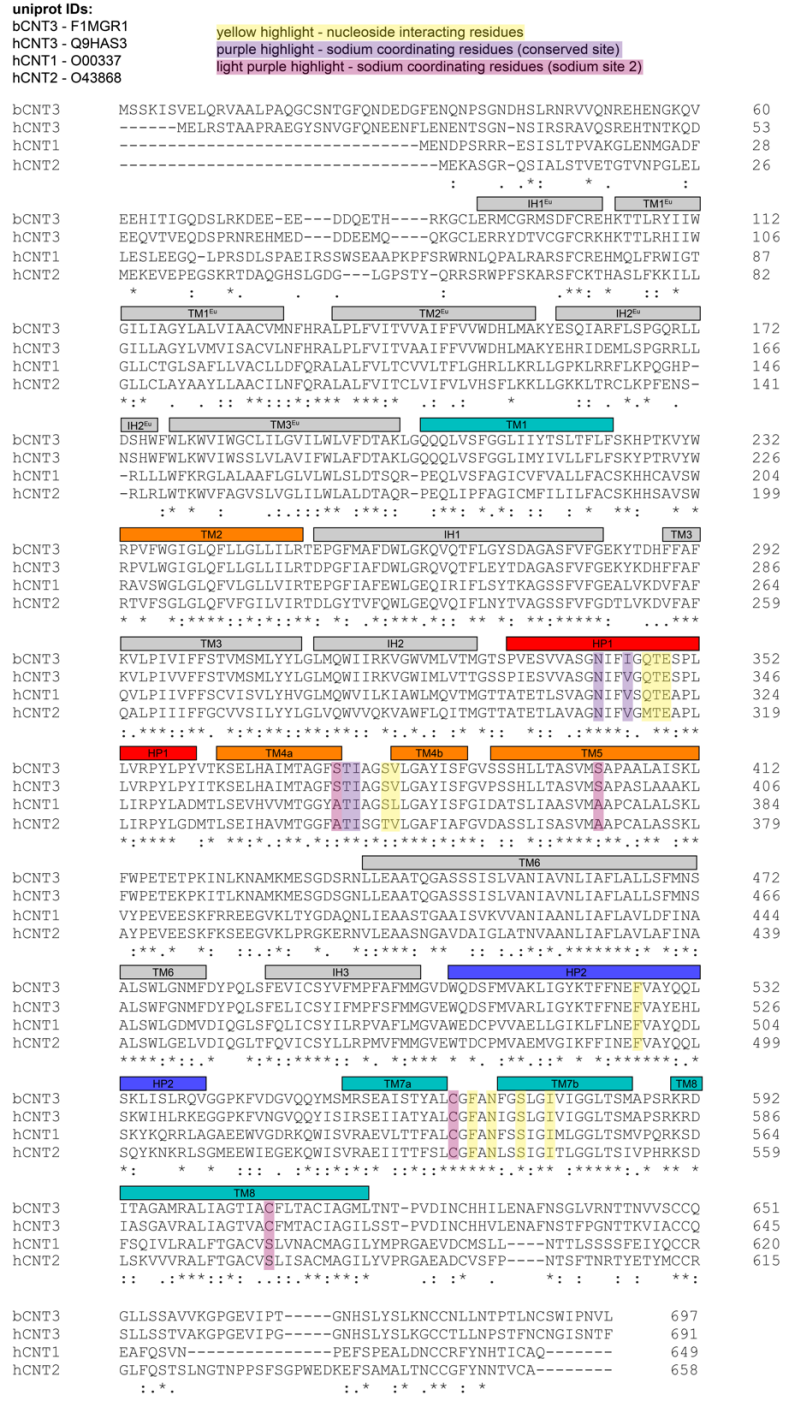 uniprot IDs:
bCNT3 - F1MGR1
hCNT3 - Q9HAS3
hCNT1 - O00337
hCNT2 - O43868
yellow highlight - nucleoside interacting residues
purple highlight - sodium coordinating residues (conserved site)
light purple highlight - sodium coordinating residues (sodium site 2)
bCNT3 MSSKISVELQRVAALPAQGCSNTGFQNDEDGFENQNPSGNDHSLRNRVVQNREHENGKQV 60
hCNT3 ------MELRSTAAPRAEGYSNVGFQNEENFLENENTSGN-NSIRSRAVQSREHTNTKQD 53
hCNT1 -------------------------------MENDPSRRR-ESISLTPVAKGLENMGADF 28
hCNT2 ---------------------------------MEKASGR-QSIALSTVETGTVNPGLEL 26
: . .*: * . :
IH1Eu TM1Eu
bCNT3 EEHITIGQDSLRKDEE-EE---DDQETH----RKGCLERMCGRMSDFCREHKTTLRYIIW 112
hCNT3 EEQVTVEQDSPRNREHMED---DDEEMQ----QKGCLERRYDTVCGFCRKHKTTLRHIIW 106
hCNT1 LESLEEGQ-LPRSDLSPAEIRSSWSEAAPKPFSRWRNLQPALRARSFCREHMQLFRWIGT 87
hCNT2 MEKEVEPEGSKRTDAQGHSLGDG---LGPSTY-QRRSRWPFSKARSFCKTHASLFKKILL 82
* : *. . . : .**: * :: *
TM1Eu TM2Eu IH2Eu
bCNT3 GILIAGYLALVIAACVMNFHRALPLFVITVVAIFFVVWDHLMAKYESQIARFLSPGQRLL 172
hCNT3 GILLAGYLVMVISACVLNFHRALPLFVITVAAIFFVVWDHLMAKYEHRIDEMLSPGRRLL 166
hCNT1 GLLCTGLSAFLLVACLLDFQRALALFVLTCVVLTFLGHRLLKRLLGPKLRRFLKPQGHP- 146
hCNT2 GLLCLAYAAYLLAACILNFQRALALFVITCLVIFVLVHSFLKKLLGKKLTRCLKPFENS- 141
*:* . . :: **:::*:***.***:* .: .: * :: . *.* .
IH2Eu TM3Eu TM1
bCNT3 DSHWFWLKWVIWGCLILGVILWLVFDTAKLGQQQLVSFGGLIIYTSLTFLFSKHPTKVYW 232
hCNT3 NSHWFWLKWVIWSSLVLAVIFWLAFDTAKLGQQQLVSFGGLIMYIVLLFLFSKYPTRVYW 226
hCNT1 -RLLLWFKRGLALAAFLGLVLWLSLDTSQR-PEQLVSFAGICVFVALLFACSKHHCAVSW 204
hCNT2 -RLRLWTKWVFAGVSLVGLILWLALDTAQR-PEQLIPFAGICMFILILFACSKHHSAVSW 199
:* * : .:.:::** :**:: :**:.*.*: :: : * **: * *
TM2 IH1 TM3
bCNT3 RPVFWGIGLQFLLGLLILRTEPGFMAFDWLGKQVQTFLGYSDAGASFVFGEKYTDHFFAF 292
hCNT3 RPVLWGIGLQFLLGLLILRTDPGFIAFDWLGRQVQTFLEYTDAGASFVFGEKYKDHFFAF 286
hCNT1 RAVSWGLGLQFVLGLLVIRTEPGFIAFEWLGEQIRIFLSYTKAGSSFVFGEALVKDVFAF 264
hCNT2 RTVFSGLGLQFVFGILVIRTDLGYTVFQWLGEQVQIFLNYTVAGSSFVFGDTLVKDVFAF 259
* * *:****::*:*::**: *: .*:***.*:: ** *: **:*****: ...***
TM3 IH2 HP1
bCNT3 KVLPIVIFFSTVMSMLYYLGLMQWIIRKVGWVMLVTMGTSPVESVVASGNIFIGQTESPL 352
hCNT3 KVLPIVVFFSTVMSMLYYLGLMQWIIRKVGWIMLVTTGSSPIESVVASGNIFVGQTESPL 346
hCNT1 QVLPIIVFFSCVISVLYHVGLMQWVILKIAWLMQVTMGTTATETLSVAGNIFVSQTEAPL 324
hCNT2 QALPIIIFFGCVVSILYYLGLVQWVVQKVAWFLQITMGTTATETLAVAGNIFVGMTEAPL 319
:.***::**. *:*:**::**:**:: *:.*.: :* *::. *:: .:****:. **:**
HP1 TM4a TM4b TM5
bCNT3 LVRPYLPYVTKSELHAIMTAGFSTIAGSVLGAYISFGVSSSHLLTASVMSAPAALAISKL 412
hCNT3 LVRPYLPYITKSELHAIMTAGFSTIAGSVLGAYISFGVPSSHLLTASVMSAPASLAAAKL 406
hCNT1 LIRPYLADMTLSEVHVVMTGGYATIAGSLLGAYISFGIDATSLIAASVMAAPCALALSKL 384
hCNT2 LIRPYLGDMTLSEIHAVMTGGFATISGTVLGAFIAFGVDASSLISASVMAAPCALASSKL 379
*:**** :* **:*.:**.*::**:*::***:*:**: :: *::****:**.:** :**
TM6
bCNT3 FWPETETPKINLKNAMKMESGDSRNLLEAATQGASSSISLVANIAVNLIAFLALLSFMNS 472
hCNT3 FWPETEKPKITLKNAMKMESGDSGNLLEAATQGASSSISLVANIAVNLIAFLALLSFMNS 466
hCNT1 VYPEVEESKFRREEGVKLTYGDAQNLIEAASTGAAISVKVVANIAANLIAFLAVLDFINA 444
hCNT2 AYPEVEESKFKSEEGVKLPRGKERNVLEAASNGAVDAIGLATNVAANLIAFLAVLAFINA 439
:**.* .*: ::.:*: *. *::***: ** :: :.:*:*.*******:* *:*:
TM6 IH3 HP2
bCNT3 ALSWLGNMFDYPQLSFEVICSYVFMPFAFMMGVDWQDSFMVAKLIGYKTFFNEFVAYQQL 532
hCNT3 ALSWFGNMFDYPQLSFELICSYIFMPFSFMMGVEWQDSFMVARLIGYKTFFNEFVAYEHL 526
hCNT1 ALSWLGDMVDIQGLSFQLICSYILRPVAFLMGVAWEDCPVVAELLGIKLFLNEFVAYQDL 504
hCNT2 ALSWLGELVDIQGLTFQVICSYLLRPMVFMMGVEWTDCPMVAEMVGIKFFINEFVAYQQL 499
****:*::.* *:*::****:: *. *:*** * *. :**.::* * *:******:.*
HP2 TM7a TM7b TM8
bCNT3 SKLISLRQVGGPKFVDGVQQYMSMRSEAISTYALCGFANFGSLGIVIGGLTSMAPSRKRD 592
hCNT3 SKWIHLRKEGGPKFVNGVQQYISIRSEIIATYALCGFANIGSLGIVIGGLTSMAPSRKRD 586
hCNT1 SKYKQRRLAGAEEWVGDRKQWISVRAEVLTTFALCGFANFSSIGIMLGGLTSMVPQRKSD 564
hCNT2 SQYKNKRLSGMEEWIEGEKQWISVRAEIITTFSLCGFANLSSIGITLGGLTSIVPHRKSD 559
*: * * ::: . :*::*:*:* ::*::******:.*:** :*****:.* ** *
TM8
bCNT3 ITAGAMRALIAGTIACFLTACIAGMLTNT-PVDINCHHILENAFNSGLVRNTTNVVSCCQ 651
hCNT3 IASGAVRALIAGTVACFMTACIAGILSST-PVDINCHHVLENAFNSTFPGNTTKVIACCQ 645
hCNT1 FSQIVLRALFTGACVSLVNACMAGILYMPRGAEVDCMSLL----NTTLSSSSFEIYQCCR 620
hCNT2 LSKVVVRALFTGACVSLISACMAGILYVPRGAEADCVSFP----NTSFTNRTYETYMCCR 615
:: .:***::*: ..::.**:**:* . .: :* . *: : : : **:
bCNT3 GLLSSAVVKGPGEVIPT-----GNHSLYSLKNCCNLLNTPTLNCSWIPNVL 697
hCNT3 SLLSSTVAKGPGEVIPG-----GNHSLYSLKGCCTLLNPSTFNCNGISNTF 691
hCNT1 EAFQSVN----------------PEFSPEALDNCCRFYNHTICAQ------- 649
hCNT2 GLFQSTSLNGTNPPSFSGPWEDKEFSAMALTNCCGFYNNTVCA-------- 658
:.*. :.* * .** : * *